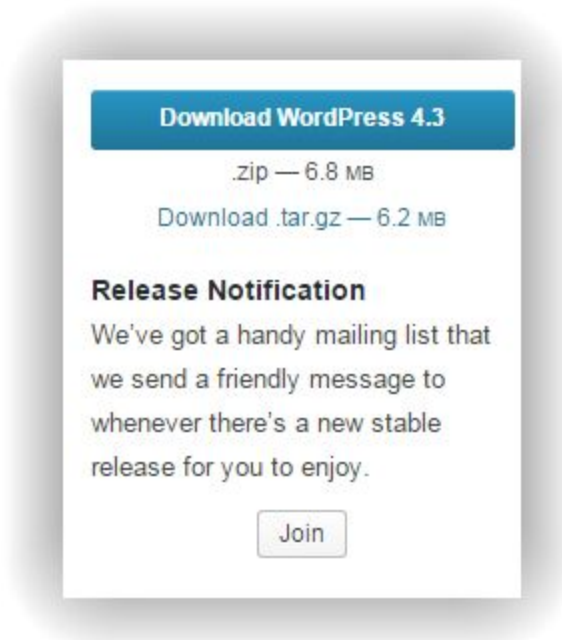 Download WordPress 4.3
.zip — 6.8 MB
Download .tar.gz — 6.2 MB
Release Notification
We've got a handy mailing list that
we send a friendly message to
whenever there's a new stable
release for you to enjoy.
Join